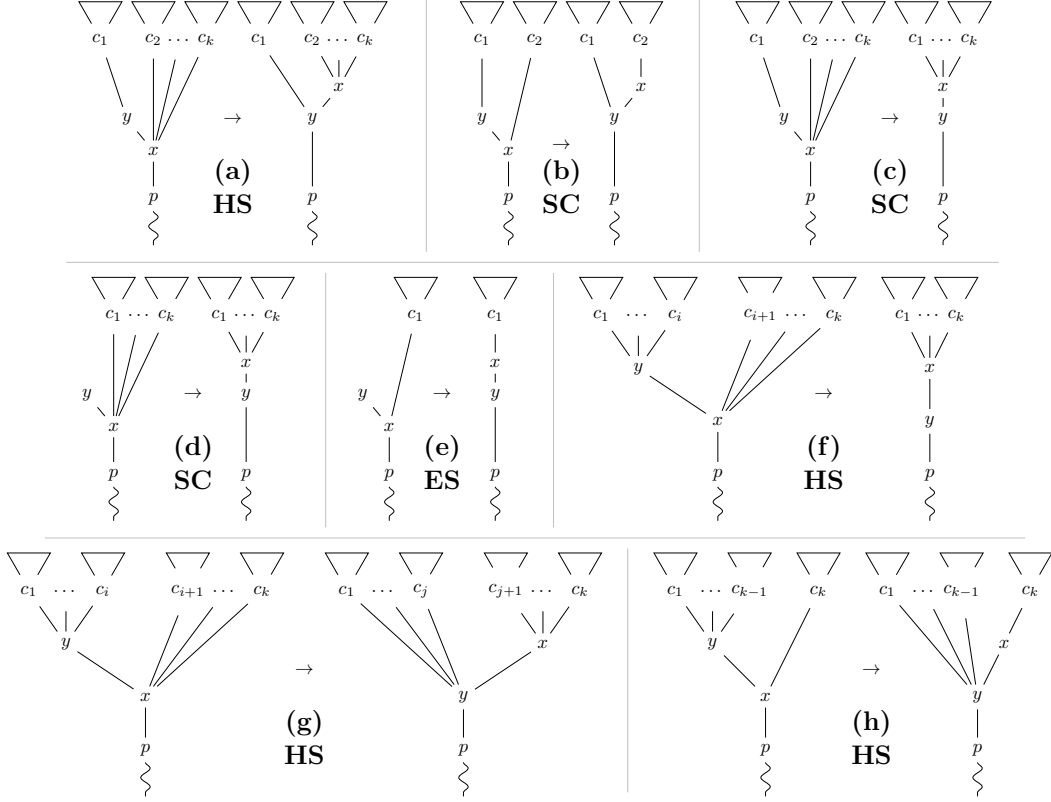 c₁ c₂ … cₖ c₁ c₂ … cₖ
x
y → y
x
p p
(a)
HS
c₁ c₂ c₁ c₂
x
y y
x →
p p
(b)
SC
c₁ c₂ … cₖ c₁ … cₖ
x
y → y
x
p p
(c)
SC
c₁ … cₖ c₁ … cₖ
x
y → y
x
p p
(d)
SC
c₁ c₁
x
y → y
x
p p
(e)
ES
c₁ … cᵢ cᵢ₊₁ … cₖ c₁ … cₖ
y x
→
x y
p p
(f)
HS
c₁ … cᵢ cᵢ₊₁ … cₖ c₁ … cⱼ cⱼ₊₁ … cₖ
y x
→
x y
p p
(g)
HS
c₁ … cₖ₋₁ cₖ c₁ … cₖ₋₁ cₖ
y x
→
x y
p p
(h)
HS